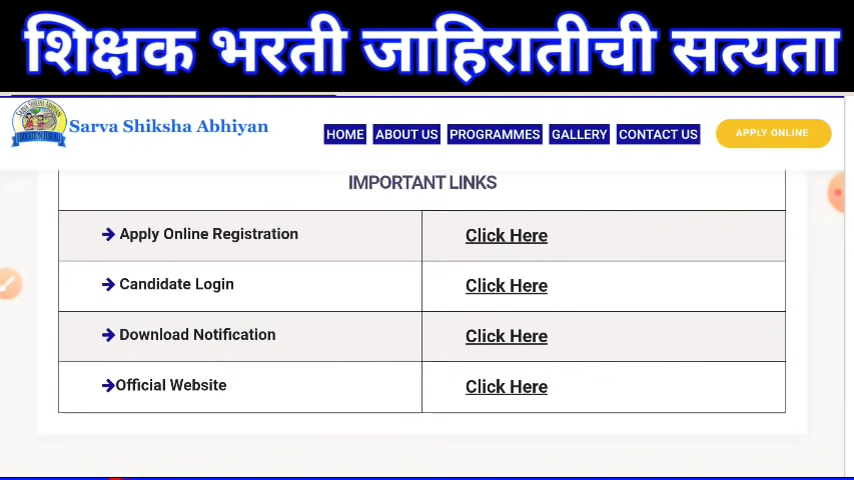 शिक्षक भरती जाहिरातीची सत्यता
Sarva Shiksha Abhiyan
HOME ABOUT US PROGRAMMES GALLERY CONTACT US APPLY ONLINE
IMPORTANT LINKS
Apply Online Registration Click Here
Candidate Login Click Here
Download Notification Click Here
Official Website Click Here